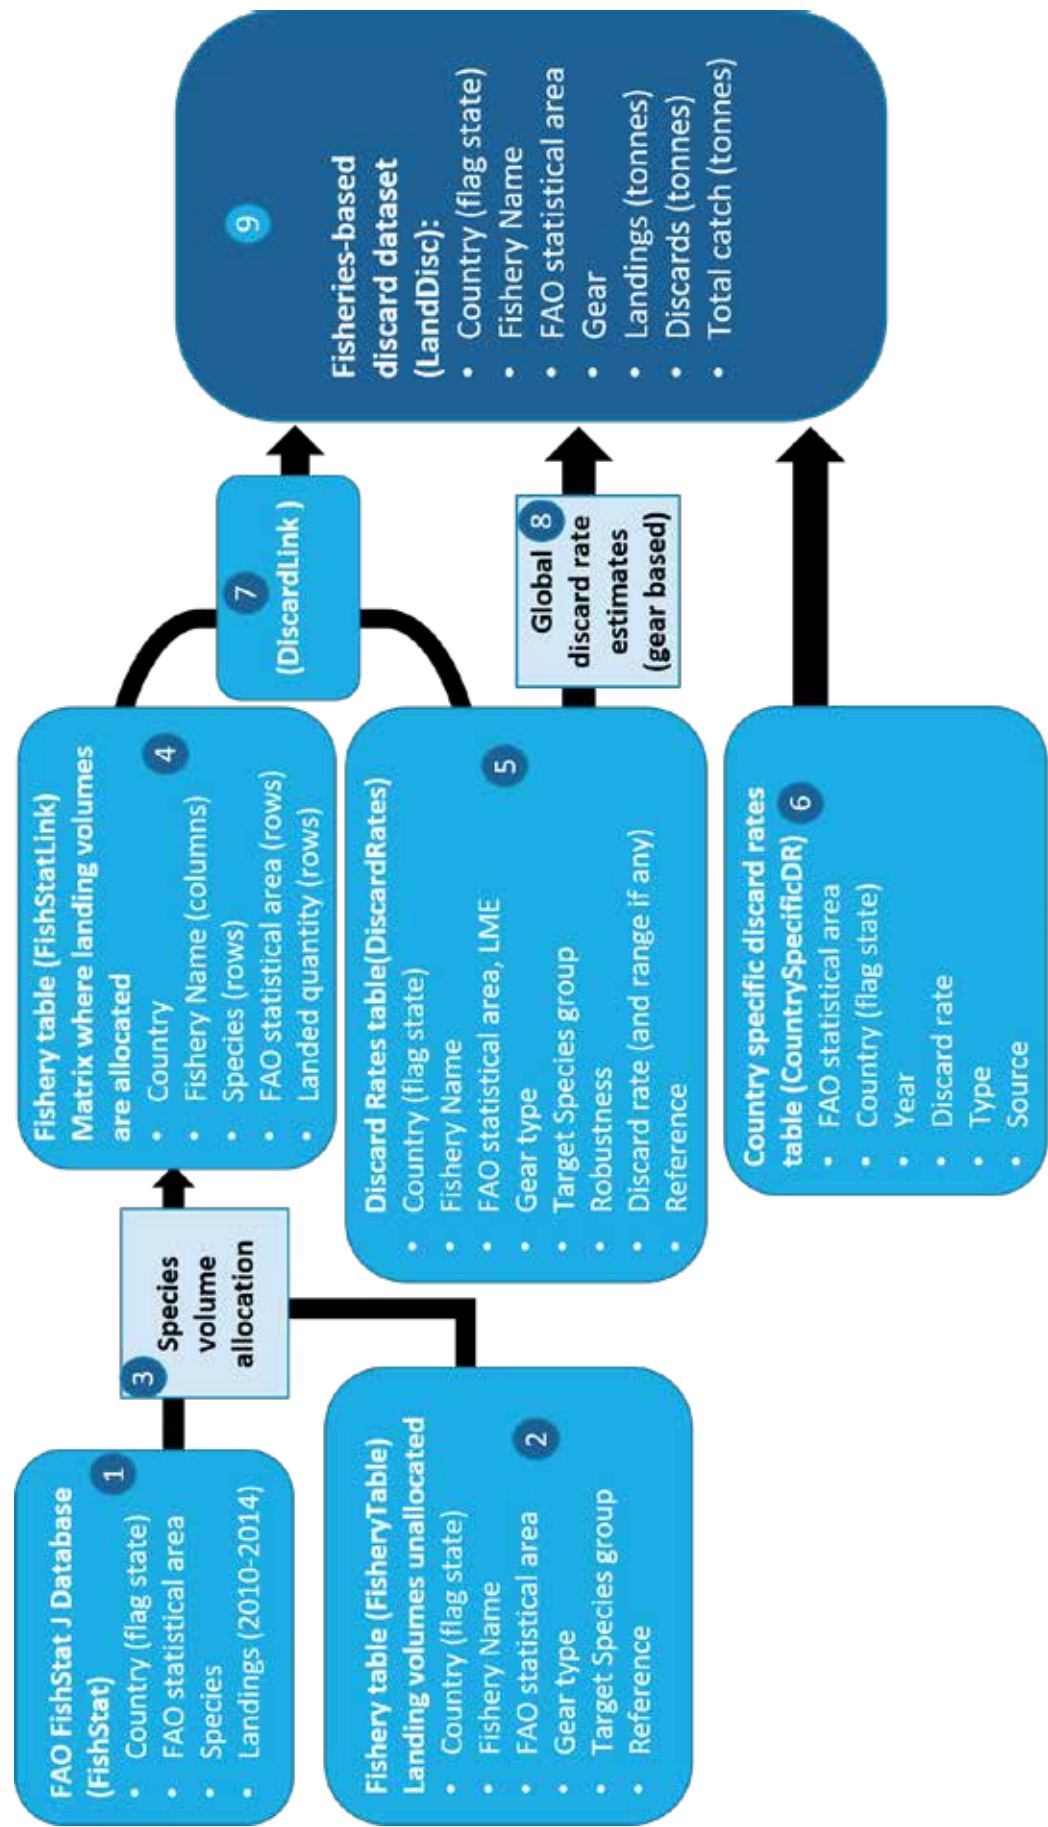 1
FAO FishStat J Database
(FishStat)
• Country (flag state)
• FAO statistical area
• Species
• Landings (2010-2014)
2
Fishery table (FisheryTable)
Landing volumes unallocated
• Country (flag state)
• Fishery Name
• FAO statistical area
• Gear type
• Target Species group
• Reference
3
Species
volume
allocation
4
Fishery table (FishStatLink)
Matrix where landing volumes
are allocated
• Country
• Fishery Name (columns)
• Species (rows)
• FAO statistical area (rows)
• Landed quantity (rows)
5
Discard Rates table(DiscardRates)
• Country (flag state)
• Fishery Name
• FAO statistical area, LME
• Gear type
• Target Species group
• Robustness
• Discard rate (and range if any)
• Reference
6
Country specific discard rates
table (CountrySpecificDR)
• FAO statistical area
• Country (flag state)
• Year
• Discard rate
• Type
• Source
7
(DiscardLink )
8
Global
discard rate
estimates
(gear based)
9
Fisheries-based
discard dataset
(LandDisc):
• Country (flag state)
• Fishery Name
• FAO statistical area
• Gear
• Landings (tonnes)
• Discards (tonnes)
• Total catch (tonnes)